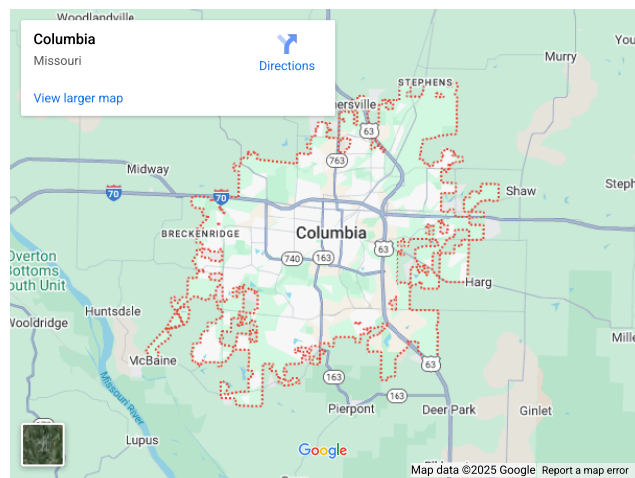 Woodlandville
Columbia
Missouri
Directions
View larger map
Murry
STEPHENS
63
763
Midway
70
70
Shaw
BRECKENRIDGE
Columbia
740
163
63
Overton
Bottoms
South Unit
Harg
Huntsdale
Wooldridge
McBaine
63
Missouri River
163
163
Pierpont
Deer Park
Ginlet
Lupus
Google
Map data ©2025 Google
Report a map error